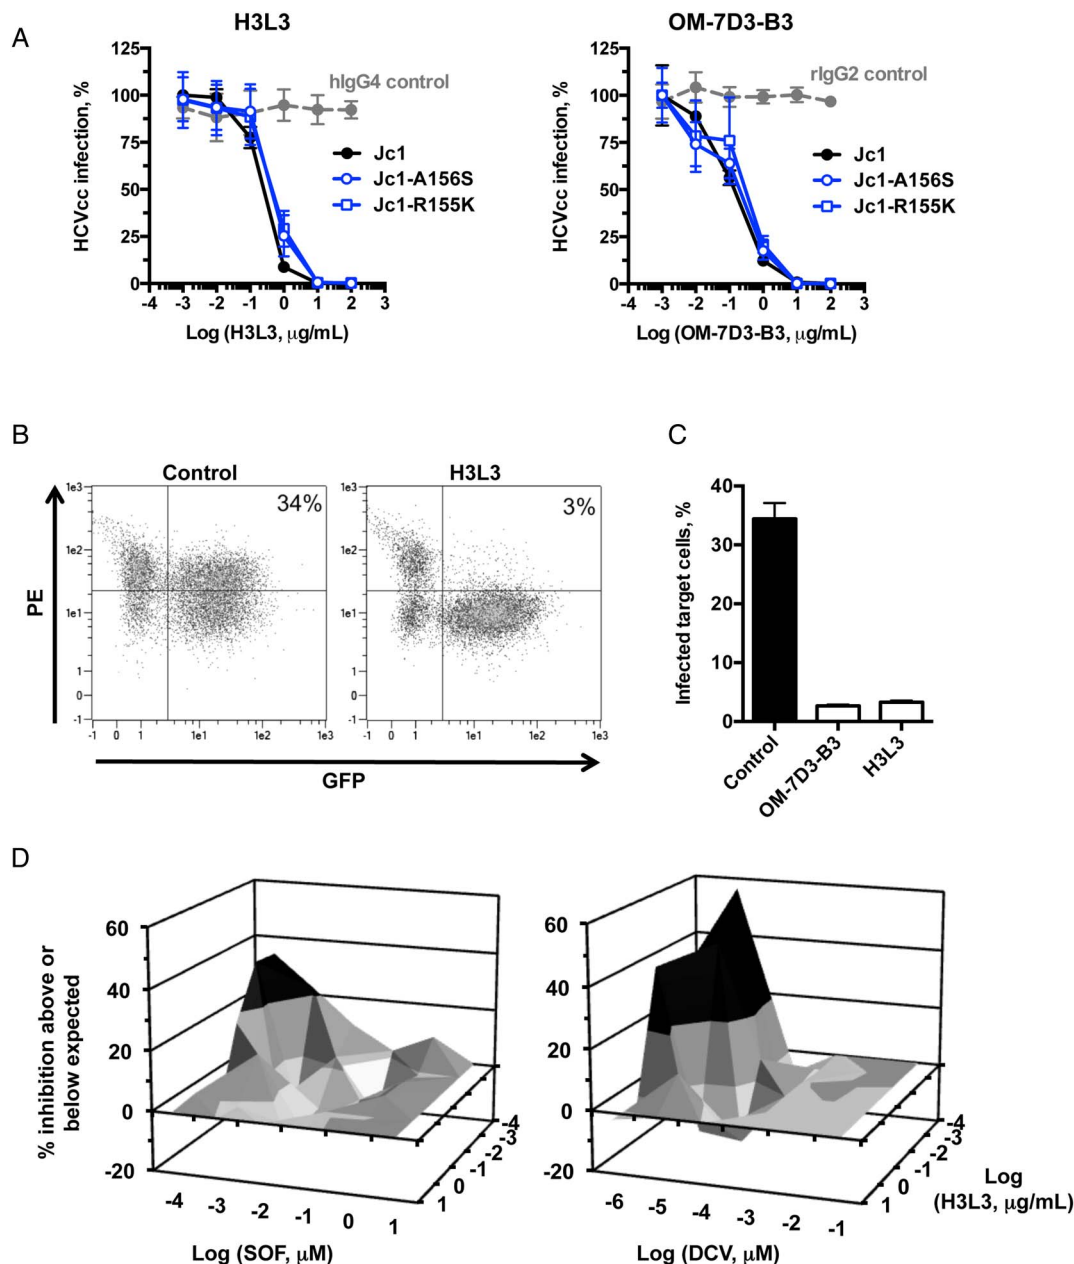 A
H3L3
HCVcc infection, %
125
100
75
50
25
0
-4 -3 -2 -1 0 1 2 3
Log (H3L3, μg/mL)
hIgG4 control
Jc1
Jc1-A156S
Jc1-R155K
OM-7D3-B3
HCVcc infection, %
125
100
75
50
25
0
-4 -3 -2 -1 0 1 2 3
Log (OM-7D3-B3, μg/mL)
rIgG2 control
Jc1
Jc1-A156S
Jc1-R155K
B
Control
34%
PE
1e3
1e2
1e1
1
0
-1
-1 0 1 1e1 1e2 1e3
H3L3
3%
1e3
1e2
1e1
1
0
-1
-1 0 1 1e1 1e2 1e3
GFP
C
Infected target cells, %
40
30
20
10
0
Control
OM-7D3-B3
H3L3
D
% inhibition above or
below expected
60
40
20
0
-20
-4 -3 -2 -1 0 1
Log (SOF, μM)
1 0 -1 -2 -3 -4
60
40
20
0
-20
-6 -5 -4 -3 -2 -1
Log (DCV, μM)
1 0 -1 -2 -3 -4
Log
(H3L3, μg/mL)